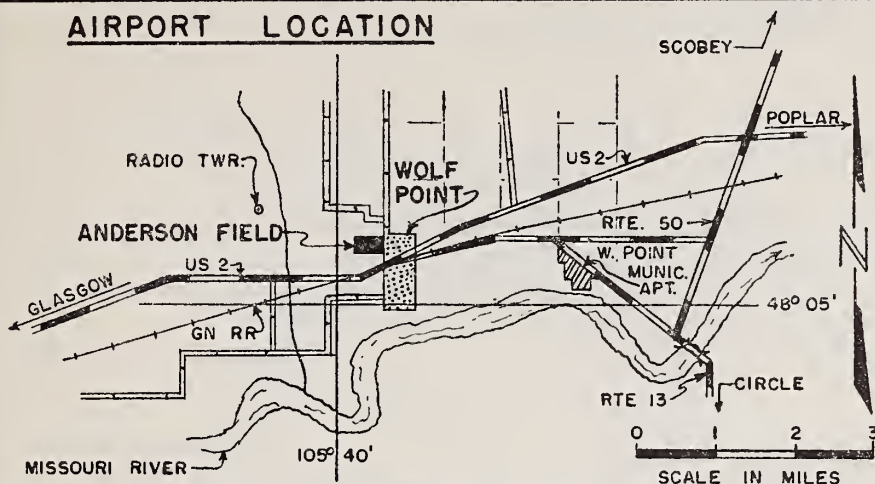 AIRPORT LOCATION
SCOBEY
POPLAR
RADIO TWR.
WOLF
POINT
US 2
RTE. 50
ANDERSON FIELD
W. POINT
MUNIC.
APT.
US 2
GLASGOW
N
48° 05'
GN RR
CIRCLE
RTE 13
MISSOURI RIVER
105° 40'
0 1 2 3
SCALE IN MILES